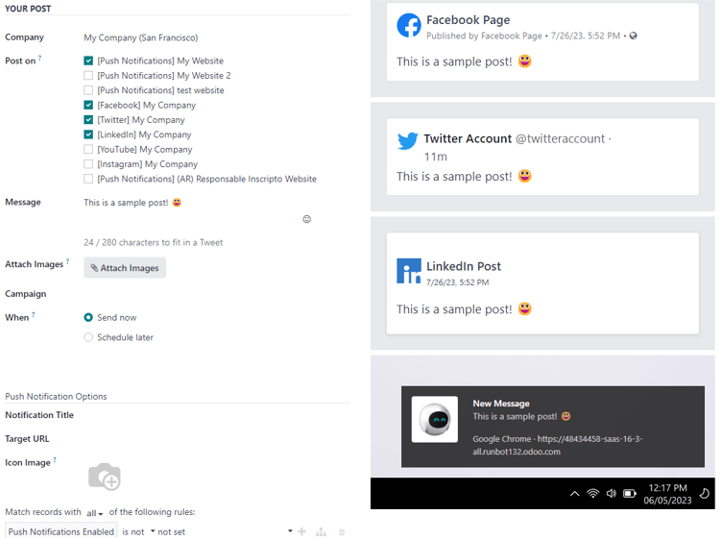 YOUR POST
Company My Company (San Francisco)
Post on ? [Push Notifications] My Website
[Push Notifications] My Website 2
[Push Notifications] test website
[Facebook] My Company
[Twitter] My Company
[LinkedIn] My Company
[YouTube] My Company
[Instagram] My Company
[Push Notifications] (AR) Responsable Inscripto Website
Message This is a sample post! 😀
24 / 280 characters to fit in a Tweet
Attach Images ? Attach Images
Campaign
When ? Send now
Schedule later
Push Notification Options
Notification Title
Target URL
Icon Image ?
Match records with all of the following rules:
Push Notifications Enabled is not not set
Facebook Page
Published by Facebook Page • 7/26/23, 5:52 PM •
This is a sample post! 😀
Twitter Account @twitteraccount ·
11m
This is a sample post! 😀
in
LinkedIn Post
7/26/23, 5:52 PM
This is a sample post! 😀
New Message
This is a sample post! 😀
Google Chrome · https://48434458-saas-16-3-
all.runbot132.odoo.com
12:17 PM
06/05/2023